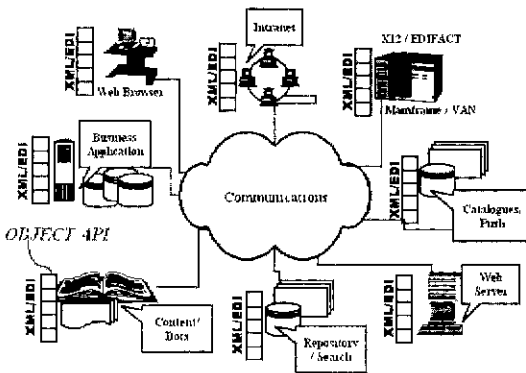 XML/EDI
Web Browser
XML/EDI
Intranet
X12 / EDIFACT
XML/EDI
Mainframe / VAN
XML/EDI
Business
Application
Communications
XML/EDI
Catalogues,
Push
OBJECT API
XML/EDI
Content/
Docs
XML/EDI
Repository
/ Search
XML/EDI
Web
Server